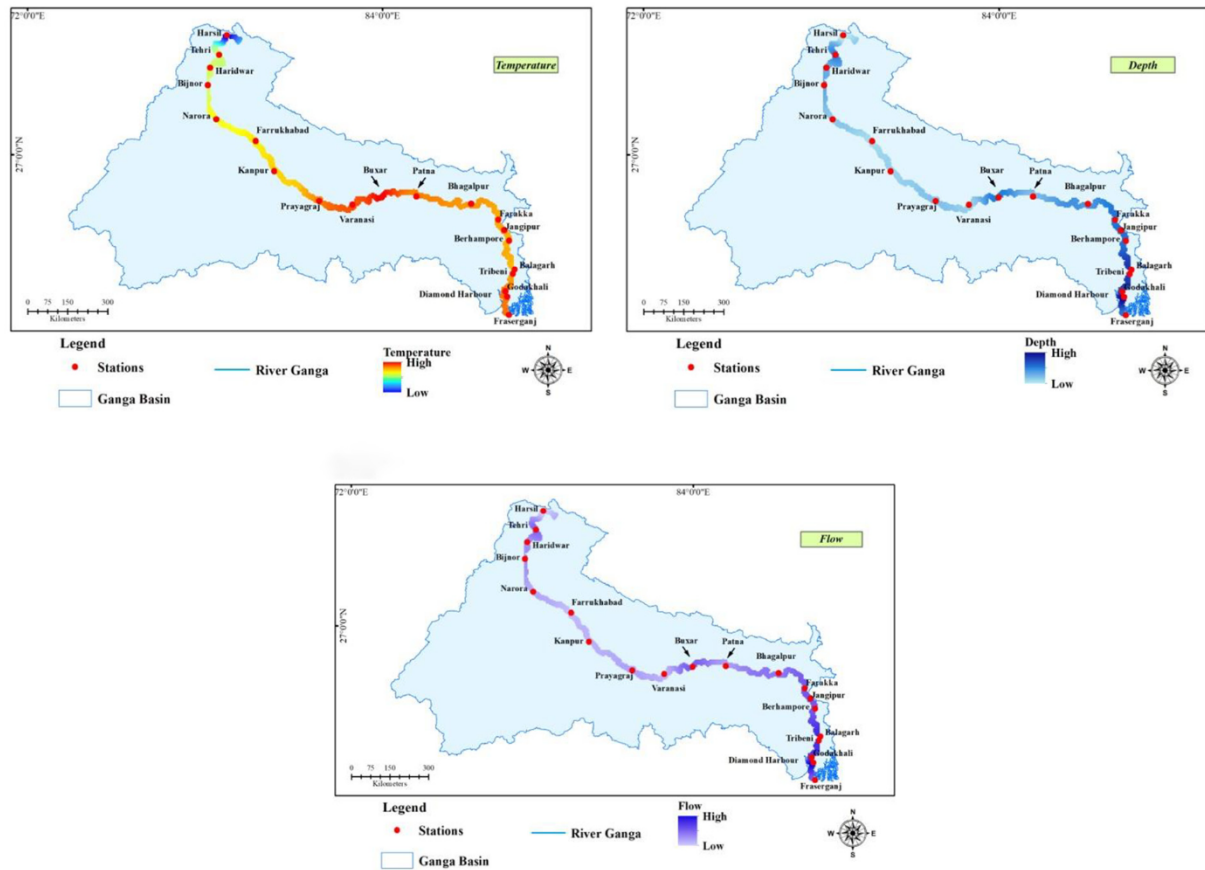 72°0'0"E
84°0'0"E
27°0'0"N
Harsil
Temperature
Tehri
Haridwar
Bijnor
Narora
Farrukhabad
Kanpur
Buxar
Patna
Bhagalpur
Prayagraj
Varanasi
Farakka
Jangipur
Berhampore
Balagarh
Tribeni
Godakhali
Diamond Harbour
Fraserganj
0 75 150 300
Kilometers
Legend
Stations
River Ganga
Ganga Basin
Temperature
High
Low
N
W E
S
72°0'0"E
84°0'0"E
27°0'0"N
Harsil
Depth
Tehri
Haridwar
Bijnor
Narora
Farrukhabad
Kanpur
Buxar
Patna
Bhagalpur
Prayagraj
Varanasi
Farakka
Jangipur
Berhampore
Balagarh
Tribeni
Godakhali
Diamond Harbour
Fraserganj
0 75 150 300
Kilometers
Legend
Stations
River Ganga
Ganga Basin
Depth
High
Low
N
W E
S
72°0'0"E
84°0'0"E
27°0'0"N
Harsil
Flow
Tehri
Haridwar
Bijnor
Narora
Farrukhabad
Kanpur
Buxar
Patna
Bhagalpur
Prayagraj
Varanasi
Farakka
Jangipur
Berhampore
Balagarh
Tribeni
Godakhali
Diamond Harbour
Fraserganj
0 75 150 300
Kilometers
Legend
Stations
River Ganga
Ganga Basin
Flow
High
Low
N
W E
S